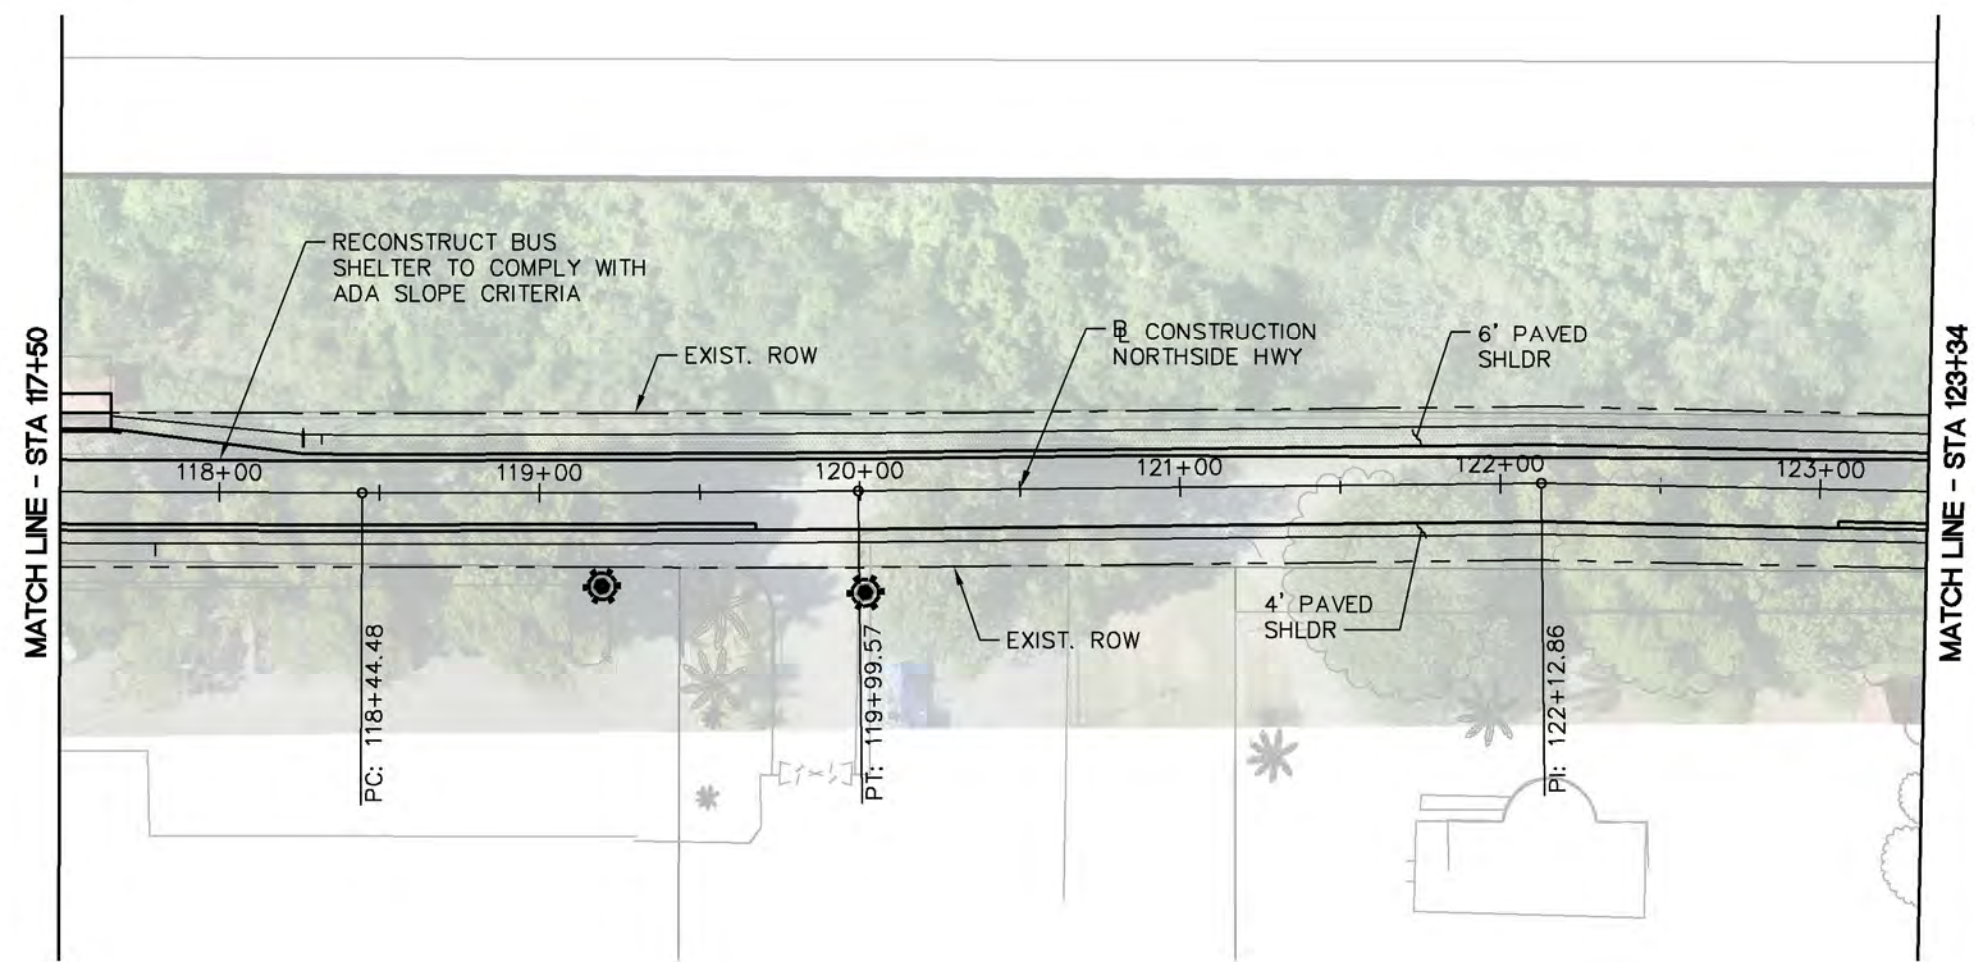 RECONSTRUCT BUS
SHELTER TO COMPLY WITH
ADA SLOPE CRITERIA
EXIST. ROW
BL CONSTRUCTION
NORTHSIDE HWY
6' PAVED
SHLDR
MATCH LINE - STA 117+50
MATCH LINE - STA 123+34
118+00
119+00
120+00
121+00
122+00
123+00
4' PAVED
SHLDR
EXIST. ROW
PC: 118+44.48
PT: 119+99.57
PI: 122+12.86